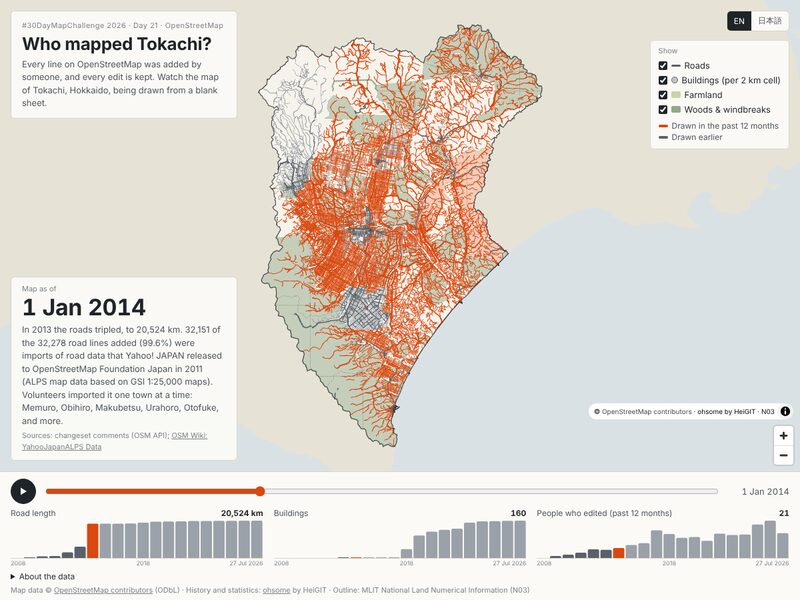 #30DayMapChallenge 2026 · Day 21 · OpenStreetMap
Who mapped Tokachi?
Every line on OpenStreetMap was added by
someone, and every edit is kept. Watch the map
of Tokachi, Hokkaido, being drawn from a blank
sheet.
EN
日本語
Show
Roads
Buildings (per 2 km cell)
Farmland
Woods & windbreaks
Drawn in the past 12 months
Drawn earlier
Map as of
1 Jan 2014
In 2013 the roads tripled, to 20,524 km. 32,151 of
the 32,278 road lines added (99.6%) were
imports of road data that Yahoo! JAPAN released
to OpenStreetMap Foundation Japan in 2011
(ALPS map data based on GSI 1:25,000 maps).
Volunteers imported it one town at a time:
Memuro, Obihiro, Makubetsu, Urahoro, Otofuke,
and more.
Sources: changeset comments (OSM API); OSM Wiki:
YahooJapanALPS Data
© OpenStreetMap contributors · ohsome by HeiGIT · N03
1 Jan 2014
Road length 20,524 km
2008 2018 27 Jul 2026
Buildings 160
2008 2018 27 Jul 2026
People who edited (past 12 months) 21
2008 2018 27 Jul 2026
About the data
Map data © OpenStreetMap contributors (ODbL) · History and statistics: ohsome by HeiGIT · Outline: MLIT National Land Numerical Information (N03)